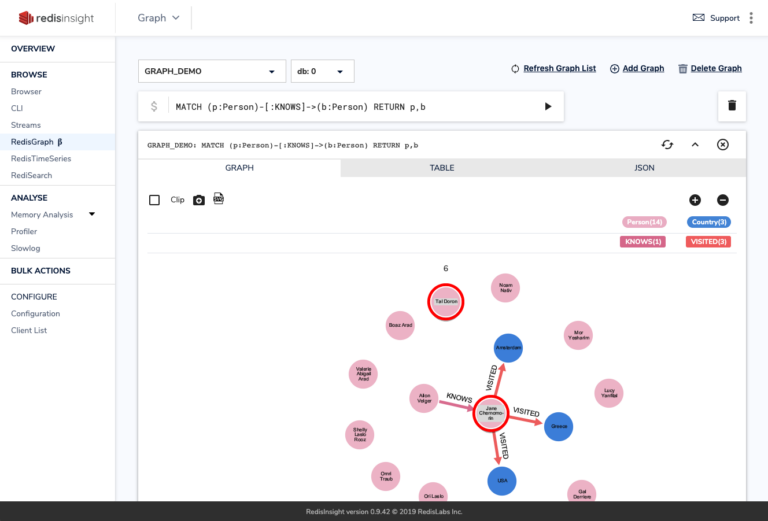 redisinsight
Graph
Support
OVERVIEW
BROWSE
Browser
CLI
Streams
RedisGraph β
RedisTimeSeries
RediSearch
ANALYSE
Memory Analysis
Profiler
Slowlog
BULK ACTIONS
CONFIGURE
Configuration
Client List
GRAPH_DEMO
db: 0
Refresh Graph List
Add Graph
Delete Graph
$ MATCH (p:Person)-[:KNOWS]->(b:Person) RETURN p,b
GRAPH_DEMO: MATCH (p:Person)-[:KNOWS]->(b:Person) RETURN p,b
GRAPH
TABLE
JSON
Clip
SVG
Person(14)
Country(3)
KNOWS(1)
VISITED(3)
6
Noam
Nativ
Tal Doron
Boaz Arad
Mor
Yesharim
Amsterdam
Valerie
Abigail
Arad
VISITED
Lucy
Yanfital
Ailon
Velger
KNOWS
Jane
Chernomo-
VISITED
Greece
Shelly
Laslo
Rooz
VISITED
Omri
Traub
USA
Ori Laslo
Gal
Derriere
RedisInsight version 0.9.42 © 2019 RedisLabs Inc.